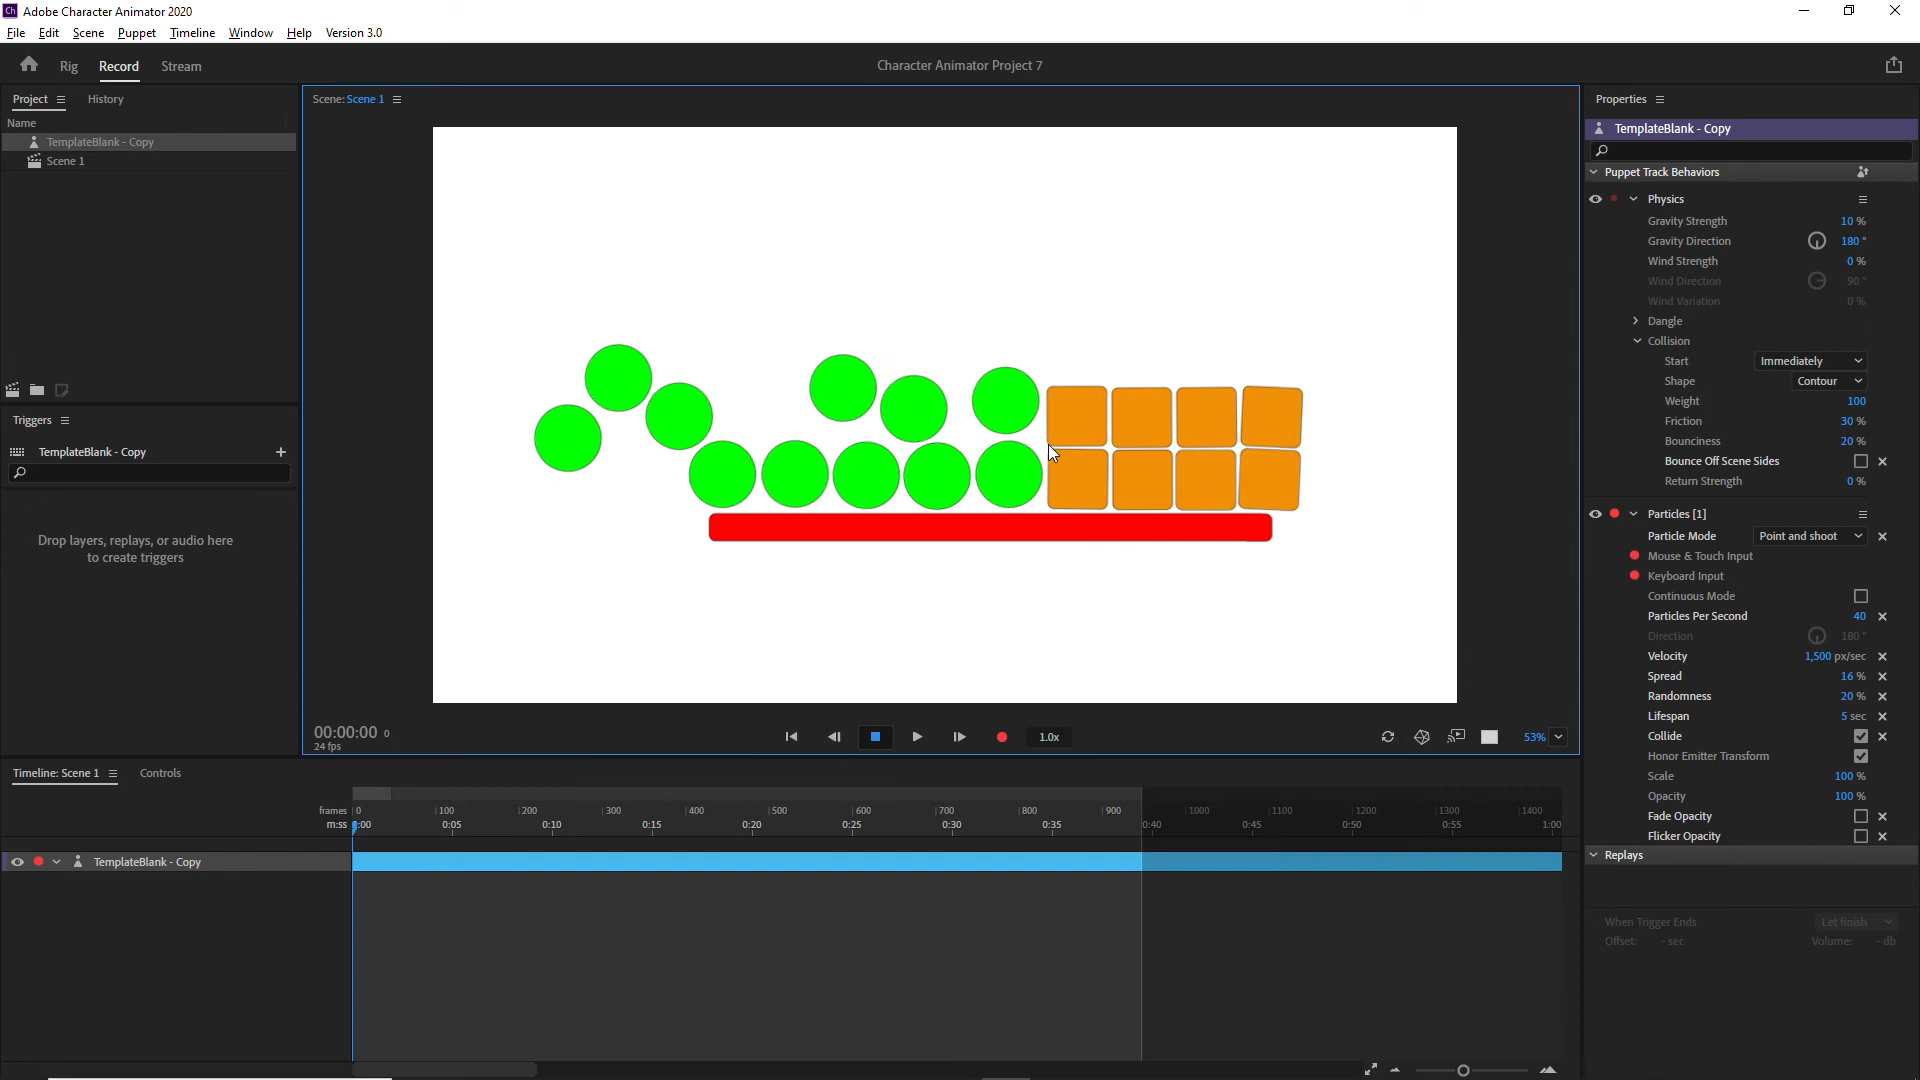 Ch Adobe Character Animator 2020
File Edit Scene Puppet Timeline Window Help Version 3.0
Rig Record Stream Character Animator Project 7
Project History
Name
TemplateBlank - Copy
Scene 1
Triggers
TemplateBlank - Copy
Drop layers, replays, or audio here
to create triggers
Scene: Scene 1
00:00:00 0
24 fps
1.0x
53%
Properties
TemplateBlank - Copy
Puppet Track Behaviors
Physics
Gravity Strength 10 %
Gravity Direction 180 °
Wind Strength 0 %
Wind Direction 90 °
Wind Variation 0 %
Dangle
Collision
Start Immediately
Shape Contour
Weight 100
Friction 30 %
Bounciness 20 %
Bounce Off Scene Sides
Return Strength 0 %
Particles [1]
Particle Mode Point and shoot
Mouse & Touch Input
Keyboard Input
Continuous Mode
Particles Per Second 40
Direction 180 °
Velocity 1,500 px/sec
Spread 16 %
Randomness 20 %
Lifespan 5 sec
Collide
Honor Emitter Transform
Scale 100 %
Opacity 100 %
Fade Opacity
Flicker Opacity
Replays
When Trigger Ends Let finish
Offset: - sec Volume: - db
Timeline: Scene 1 Controls
frames 0 100 200 300 400 500 600 700 800 900 1000 1100 1200 1300 1400
m:ss 0:00 0:05 0:10 0:15 0:20 0:25 0:30 0:35 0:40 0:45 0:50 0:55 1:00
TemplateBlank - Copy